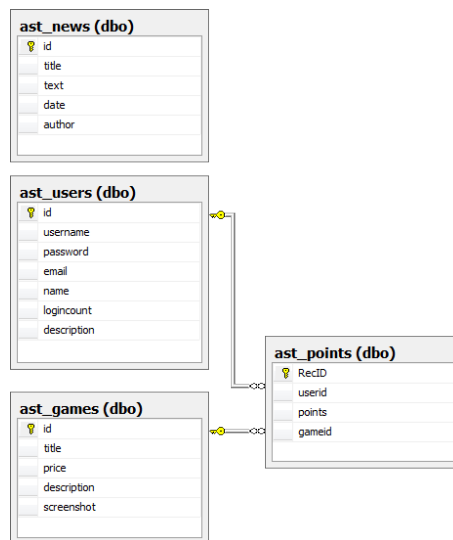 ast_news (dbo)
id
title
text
date
author
ast_users (dbo)
id
username
password
email
name
logincount
description
ast_points (dbo)
RecID
userid
points
gameid
ast_games (dbo)
id
title
price
description
screenshot